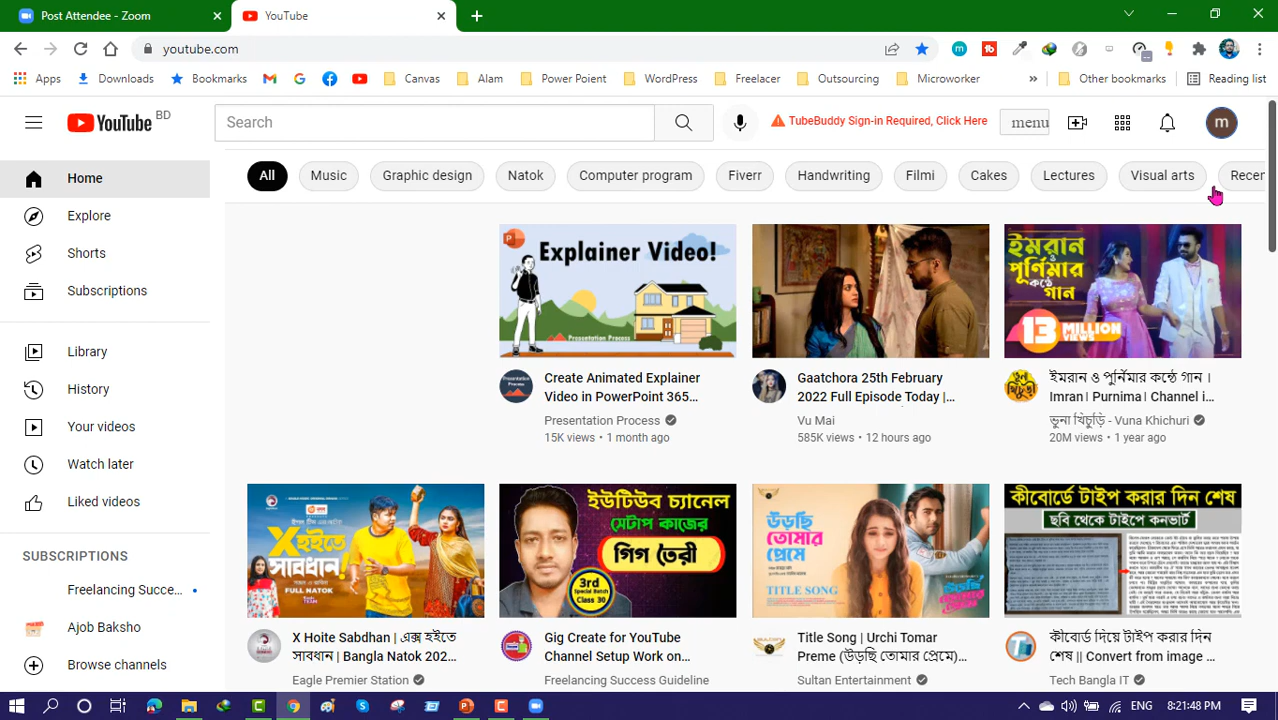 Post Attendee - Zoom
YouTube
youtube.com
Apps
Downloads
Bookmarks
Canvas
Alam
Power Poient
WordPress
Freelacer
Outsourcing
Microworker
»
Other bookmarks
Reading list
YouTube BD
Search
TubeBuddy Sign-in Required, Click Here
menu
m
All
Music
Graphic design
Natok
Computer program
Fiverr
Handwriting
Filmi
Cakes
Lectures
Visual arts
Recen
Home
Explore
Shorts
Subscriptions
Library
History
Your videos
Watch later
Liked videos
SUBSCRIPTIONS
Freelancing Succe...
Ajob Baksho
Browse channels
Explainer Video!
Presentation Process
ইমরান ও
পূর্ণিমার
কন্ঠে
গান
13 MILLION
VIEWS
Create Animated Explainer
Video in PowerPoint 365...
Presentation Process
15K views • 1 month ago
Gaatchora 25th February
2022 Full Episode Today |...
Vu Mai
585K views • 12 hours ago
ইমরান ও পূর্ণিমার কন্ঠে গান |
Imran | Purnima | Channel i...
ভুনা খিচুড়ি - Vuna Khichuri
20M views • 1 year ago
X হইতে
সাবধান!
FULL NATOK
ইউটিউব চ্যানেল
সেটাপ কাজের
গিগ তৈরী
3rd
Special Batch
Class 30
উড়ছি
তোমার
প্রেমে
TITLE SONG
কীবোর্ডে টাইপ করার দিন শেষ
ছবি থেকে টাইপে কনভার্ট
X Hoite Saadhan | এক্স হইতে
সাবধান | Bangla Natok 202...
Eagle Premier Station
Gig Create for YouTube
Channel Setup Work on...
Freelancing Success Guideline
Title Song | Urchi Tomar
Preme (উড়ছি তোমার প্রেমে)...
Sultan Entertainment
কীবোর্ড দিয়ে টাইপ করার দিন
শেষ || Convert from image ...
Tech Bangla IT
ENG
8:21:48 PM